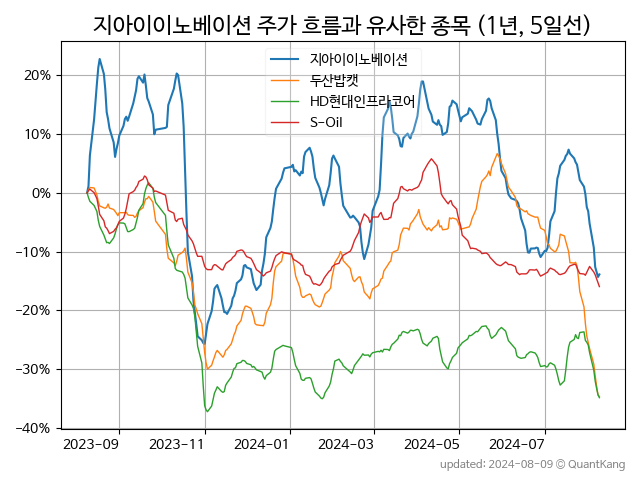 지아이이노베이션 주가 흐름과 유사한 종목 (1년, 5일선)
지아이이노베이션
두산밥캣
HD현대인프라코어
S-Oil
20%
10%
0%
-10%
-20%
-30%
-40%
2023-09 2023-11 2024-01 2024-03 2024-05 2024-07
updated: 2024-08-09 © QuantKang